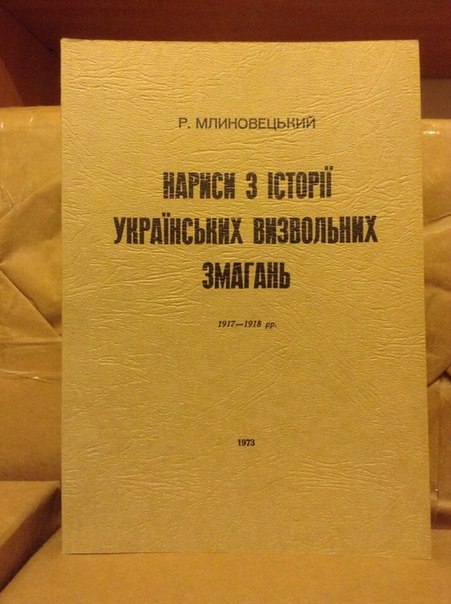 Р. МЛИНОВЕЦЬКИЙ
НАРИСИ З ІСТОРІЇ
УКРАЇНСЬКИХ ВИЗВОЛЬНИХ
ЗМАГАНЬ
1917—1918 рр.
1973